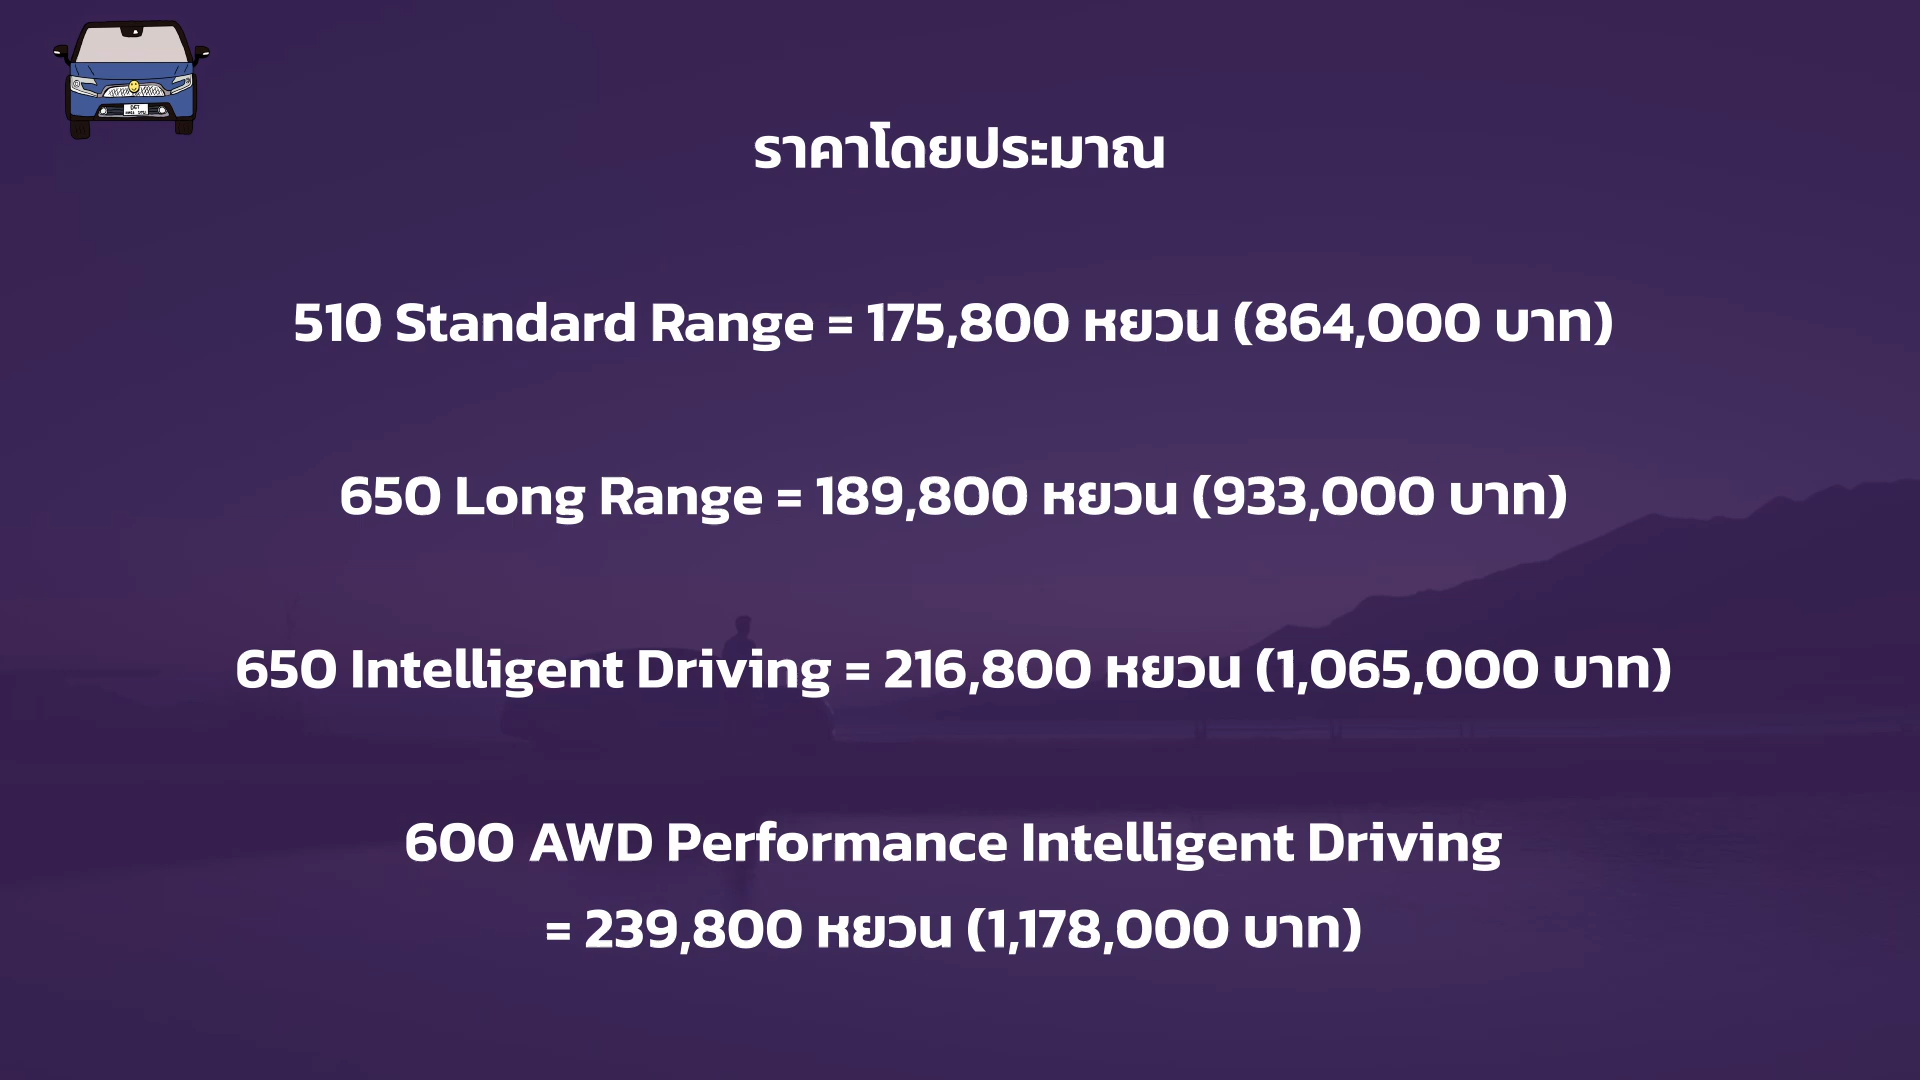 ราคาโดยประมาณ
510 Standard Range = 175,800 หยวน (864,000 บาท)
650 Long Range = 189,800 หยวน (933,000 บาท)
650 Intelligent Driving = 216,800 หยวน (1,065,000 บาท)
600 AWD Performance Intelligent Driving
= 239,800 หยวน (1,178,000 บาท)